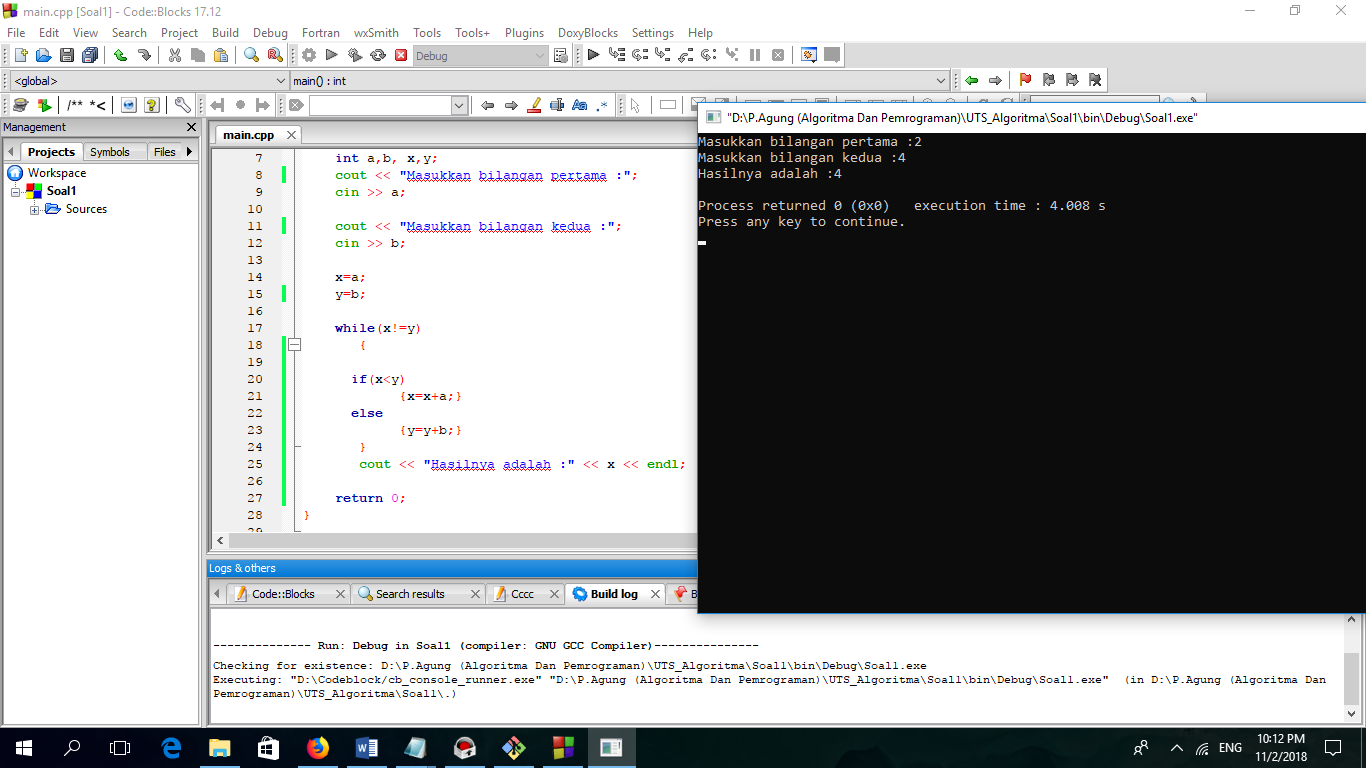 main.cpp [Soal1] - Code::Blocks 17.12
File Edit View Search Project Build Debug Fortran wxSmith Tools Tools+ Plugins DoxyBlocks Settings Help
Debug
<global> main() : int
/** *<
Management
Projects Symbols Files
Workspace
Soal1
Sources
main.cpp
7 int a,b, x,y;
8 cout << "Masukkan bilangan pertama :";
9 cin >> a;
10
11 cout << "Masukkan bilangan kedua :";
12 cin >> b;
13
14 x=a;
15 y=b;
16
17 while(x!=y)
18 {
19
20 if(x<y)
21 {x=x+a;}
22 else
23 {y=y+b;}
24 }
25 cout << "Hasilnya adalah :" << x << endl;
26
27 return 0;
28 }
29
"D:\P.Agung (Algoritma Dan Pemrograman)\UTS_Algoritma\Soal1\bin\Debug\Soal1.exe"
Masukkan bilangan pertama :2
Masukkan bilangan kedua :4
Hasilnya adalah :4
Process returned 0 (0x0) execution time : 4.008 s
Press any key to continue.
Logs & others
Code::Blocks Search results Cccc Build log B
-------------- Run: Debug in Soal1 (compiler: GNU GCC Compiler)---------------
Checking for existence: D:\P.Agung (Algoritma Dan Pemrograman)\UTS_Algoritma\Soal1\bin\Debug\Soal1.exe
Executing: "D:\Codeblock/cb_console_runner.exe" "D:\P.Agung (Algoritma Dan Pemrograman)\UTS_Algoritma\Soal1\bin\Debug\Soal1.exe" (in D:\P.Agung (Algoritma Dan
Pemrograman)\UTS_Algoritma\Soal1\.)
ENG
10:12 PM
11/2/2018